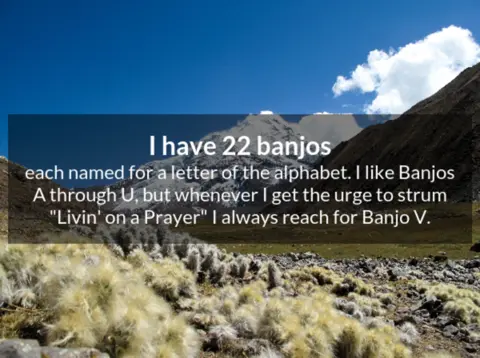 I have 22 banjos
each named for a letter of the alphabet. I like Banjos
A through U, but whenever I get the urge to strum
"Livin' on a Prayer" I always reach for Banjo V.